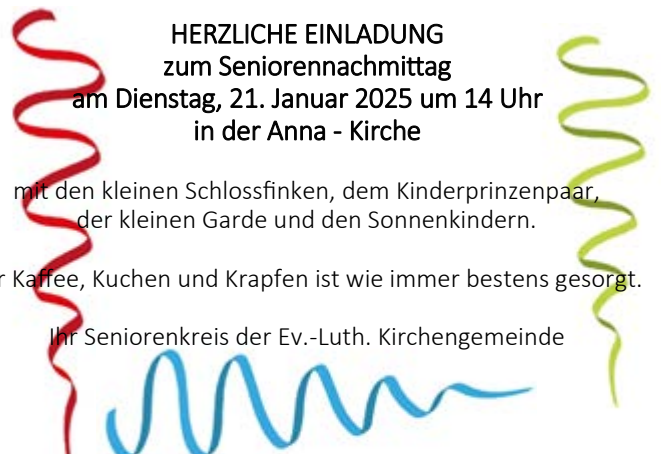 HERZLICHE EINLADUNG
zum Seniorennachmittag
am Dienstag, 21. Januar 2025 um 14 Uhr
in der Anna - Kirche
mit den kleinen Schlossfinken, dem Kinderprinzenpaar,
der kleinen Garde und den Sonnenkindern.
Kaffee, Kuchen und Krapfen ist wie immer bestens gesorgt.
Ihr Seniorenkreis der Ev.-Luth. Kirchengemeinde